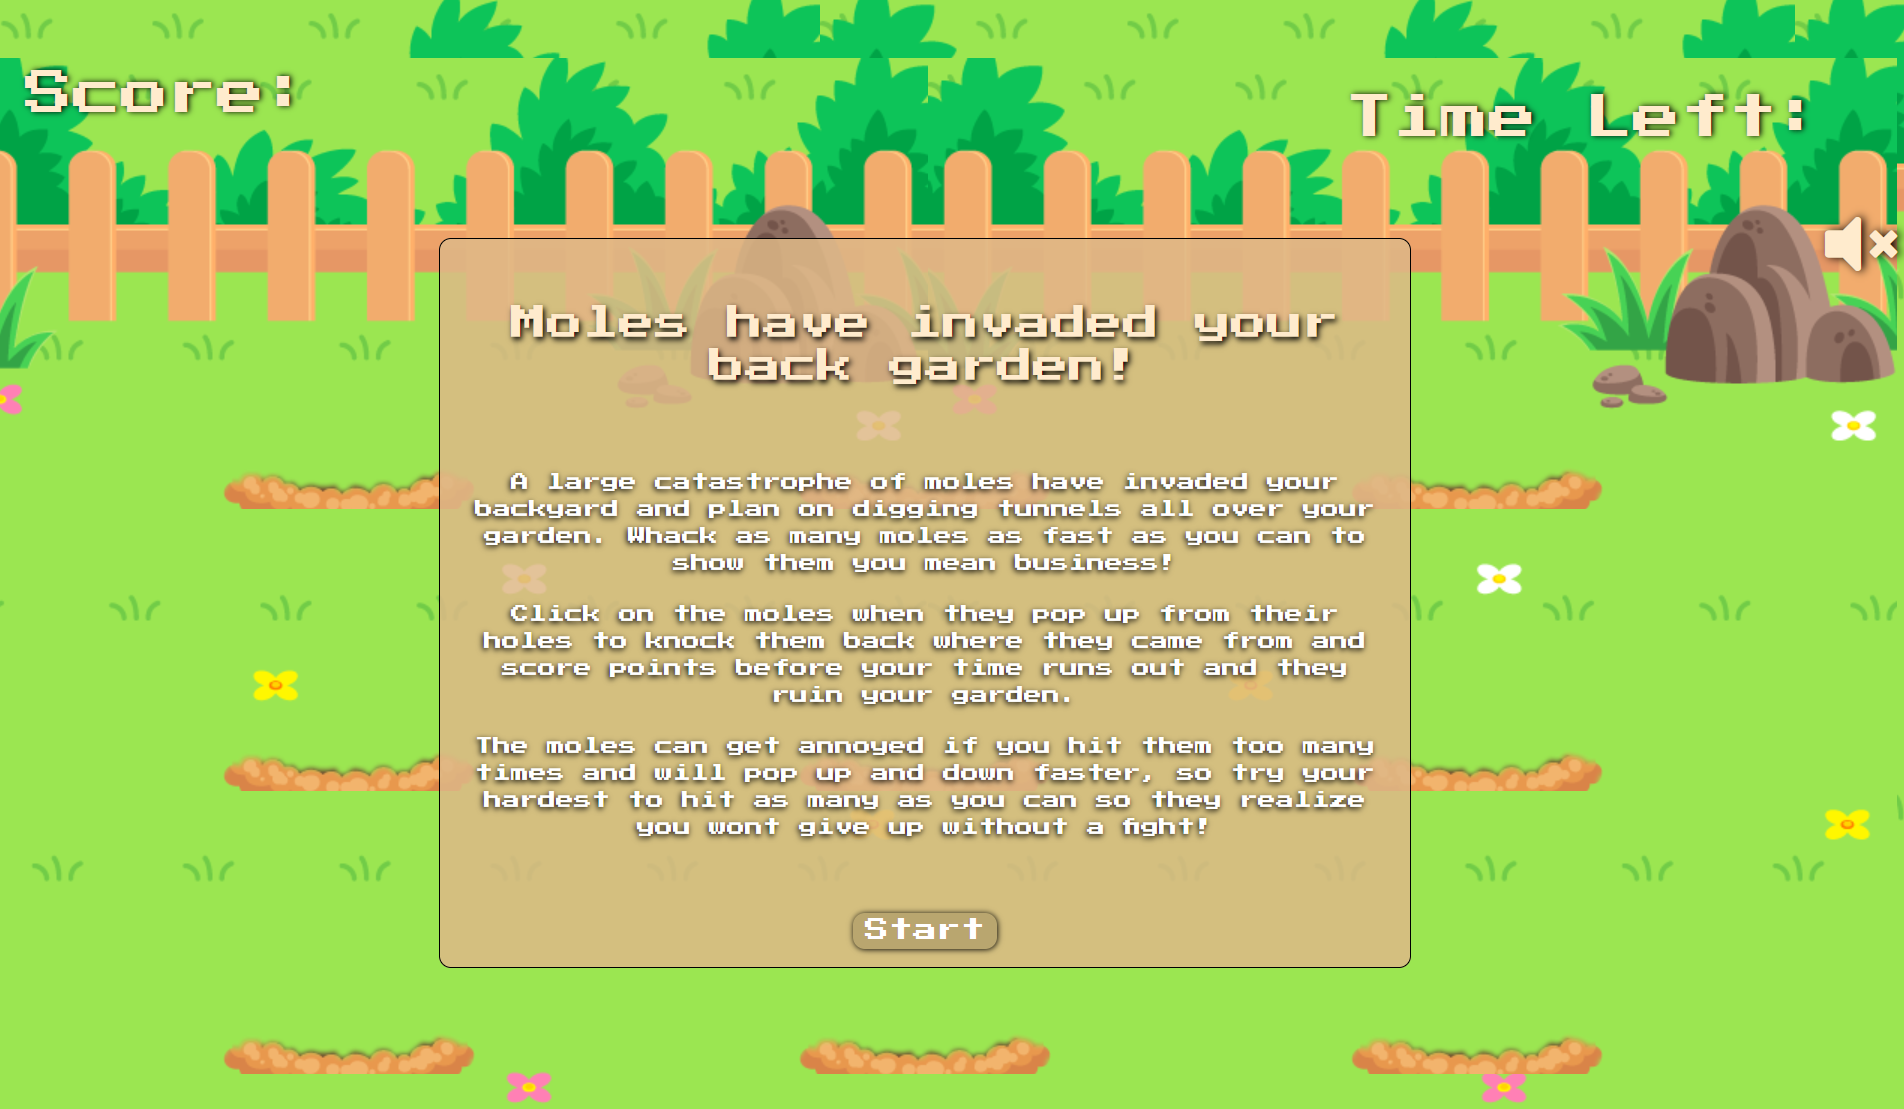 Score:
Time Left:
Moles have invaded your
back garden!
A large catastrophe of moles have invaded your
backyard and plan on digging tunnels all over your
garden. Whack as many moles as fast as you can to
show them you mean business!
Click on the moles when they pop up from their
holes to knock them back where they came from and
score points before your time runs out and they
ruin your garden.
The moles can get annoyed if you hit them too many
times and will pop up and down faster, so try your
hardest to hit as many as you can so they realize
you wont give up without a fight!
Start